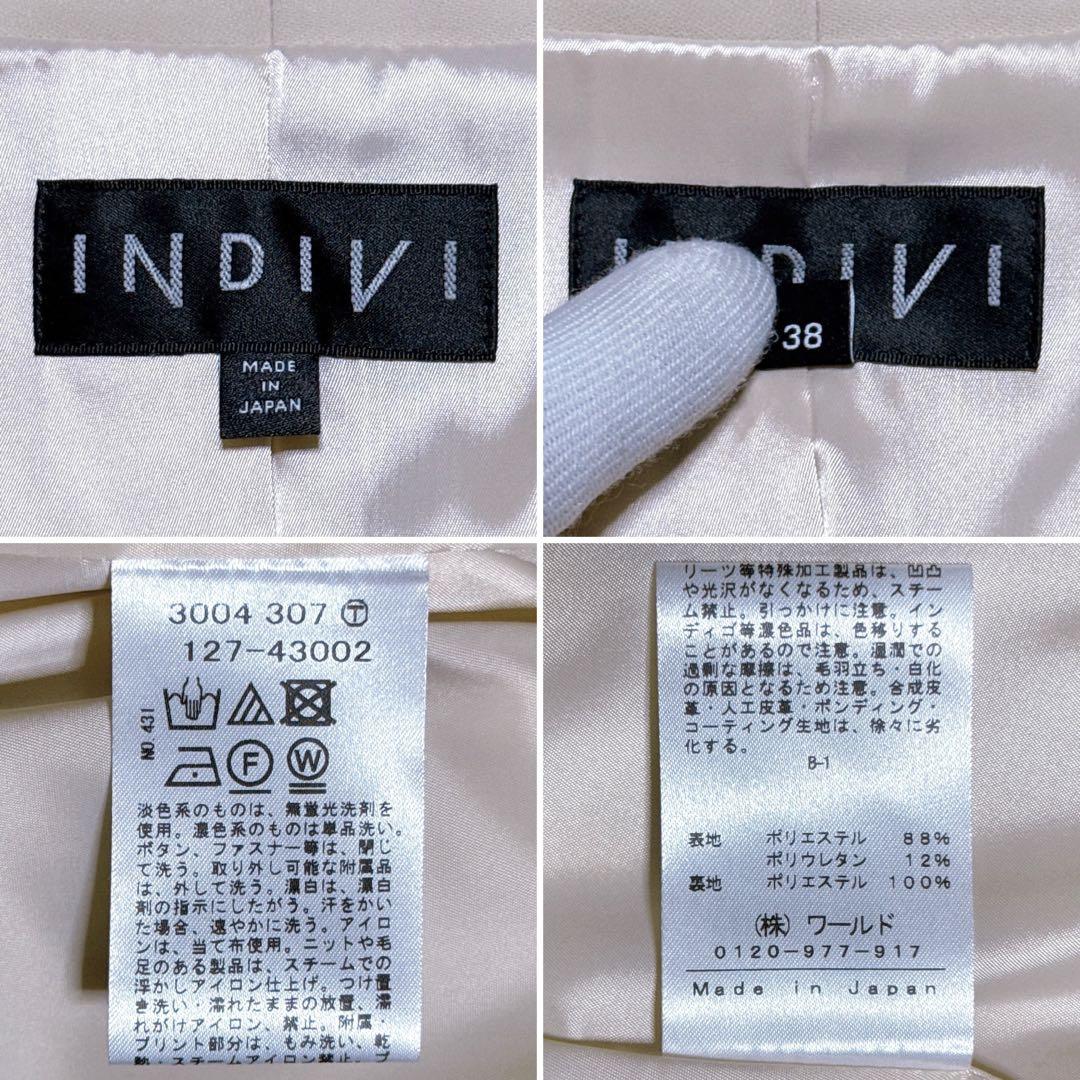 INDIVI
MADE
IN
JAPAN
DIVI
38
3004 307 Ⓣ
127-43002
NO 431
F W
淡色系のものは、無蛍光洗剤を
使用。濃色系のものは単品洗い。
ボタン、ファスナー等は、閉じ
て洗う。取り外し可能な附属品
は、外して洗う。漂白は、漂白
剤の指示にしたがう。汗をかい
た場合、速やかに洗う。アイロ
ンは、当て布使用。ニットや毛
足のある製品は、スチームでの
浮かしアイロン仕上げ。つけ置
き洗い・濡れたままの放置、濡
れがけアイロン、禁止。附属・
プリント部分は、もみ洗い、乾
熱・スチームアイロン禁止。プ
リーツ等特殊加工製品は、凹凸
や光沢がなくなるため、スチー
ム禁止。引っかけに注意。イン
ディゴ等濃色品は、色移りする
ことがあるので注意。湿潤での
過剰な摩擦は、毛羽立ち・白化
の原因となるため注意。合成皮
革・人工皮革・ボンディング・
コーティング生地は、徐々に劣
化する。
B-1
表地 ポリエステル 88%
ポリウレタン 12%
裏地 ポリエステル 100%
(株) ワールド
0120-977-917
Made in Japan